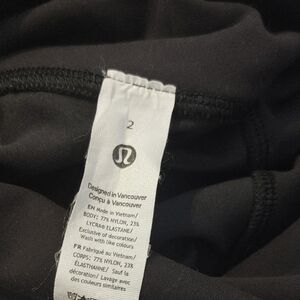 2
Designed in Vancouver
Conçu à Vancouver
EN Made in Vietnam/
BODY: 77% NYLON, 23%
LYCRA® ELASTANE/
Exclusive of decoration/
Wash with like colours
FR Fabriqué au Vietnam/
CORPS: 77% NYLON, 23%
ÉLASTHANNE/ Sauf la
décoration/ Laver avec
des couleurs similaires